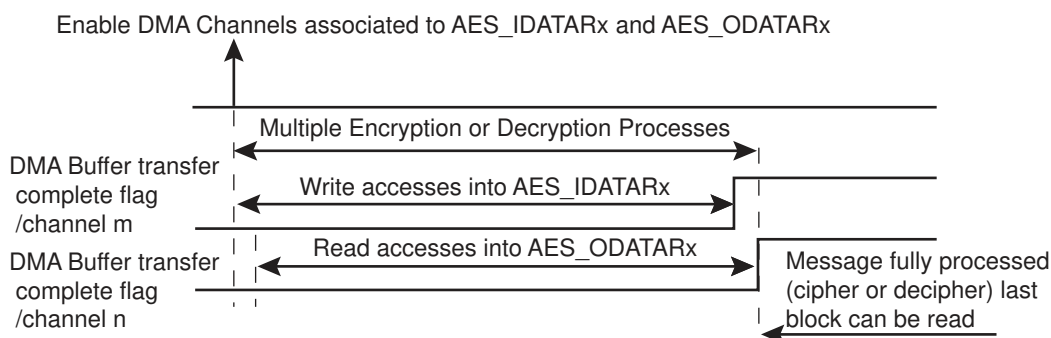 Enable DMA Channels associated to AES_IDATARx and AES_ODATARx
Multiple Encryption or Decryption Processes
DMA Buffer transfer
complete flag
/channel m
Write accesses into AES_IDATARx
Read accesses into AES_ODATARx
DMA Buffer transfer
complete flag
/channel n
Message fully processed
(cipher or decipher) last
block can be read